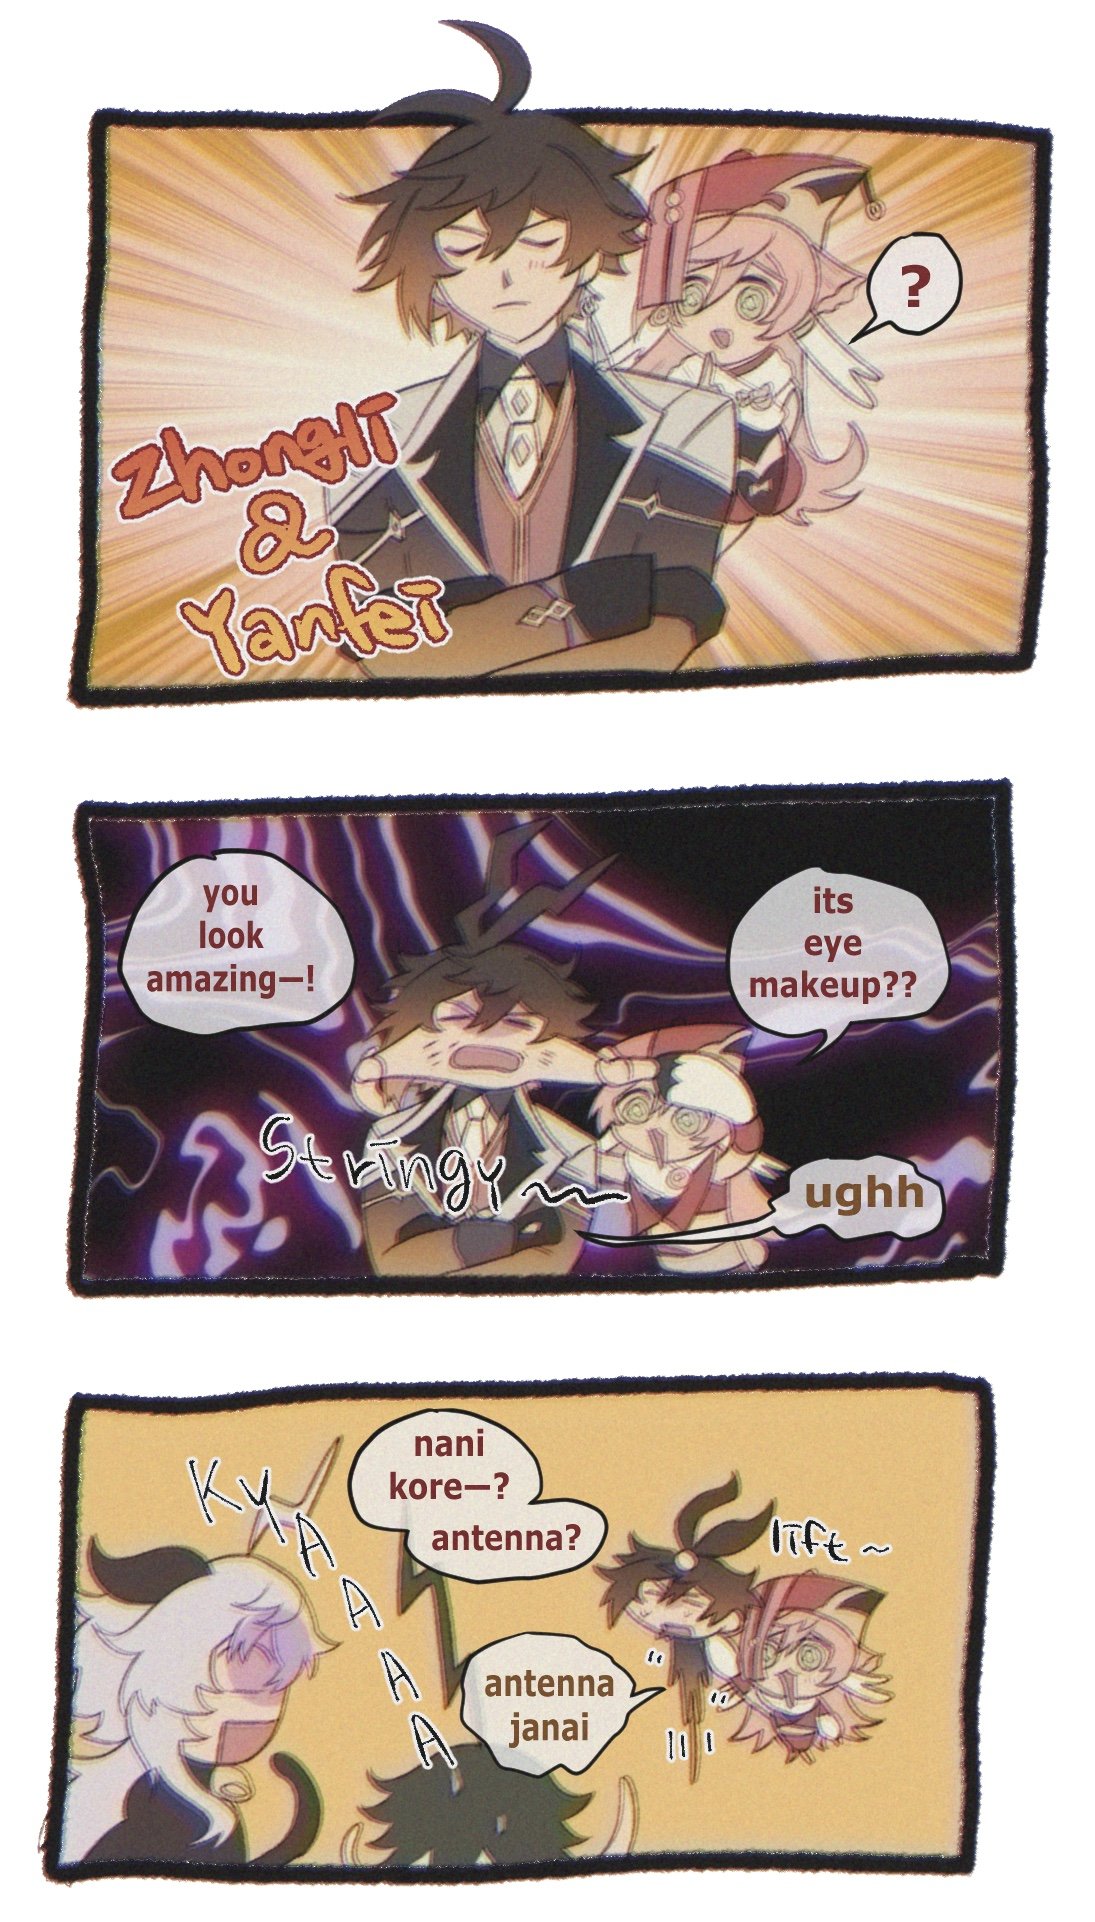 ?
Zhongli
&
Yanfei
you
look
amazing—!
its
eye
makeup??
Stringy~
ughh
KYAAAAA
nani
kore—?
antenna?
lift~
antenna
janai